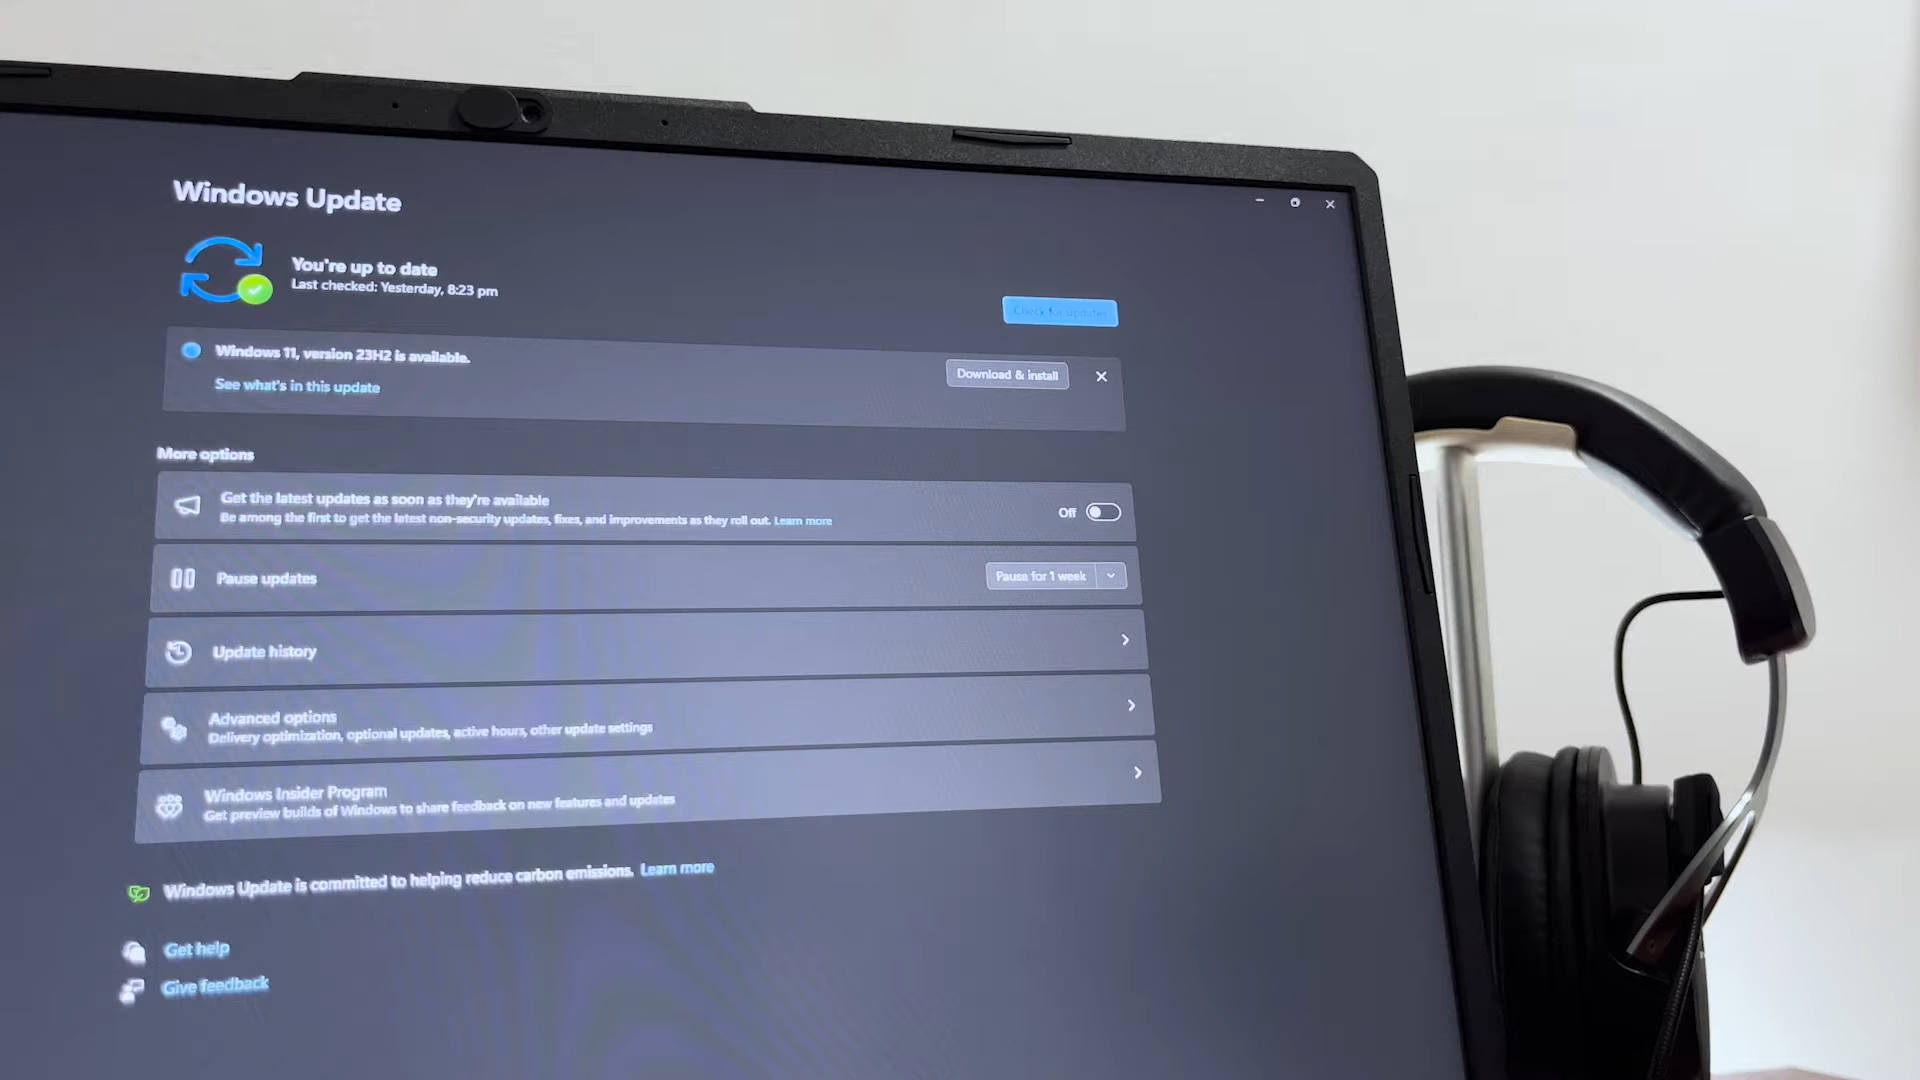 Windows Update
You're up to date
Last checked: Yesterday, 8:23 pm
Check for updates
Windows 11, version 23H2 is available.
Download & install
See what's in this update
More options
Get the latest updates as soon as they're available
Be among the first to get the latest non-security updates, fixes, and improvements as they roll out. Learn more
Off
Pause updates
Pause for 1 week
Update history
Advanced options
Delivery optimization, optional updates, active hours, other update settings
Windows Insider Program
Get preview builds of Windows to share feedback on new features and updates
Windows Update is committed to helping reduce carbon emissions. Learn more
Get help
Give feedback